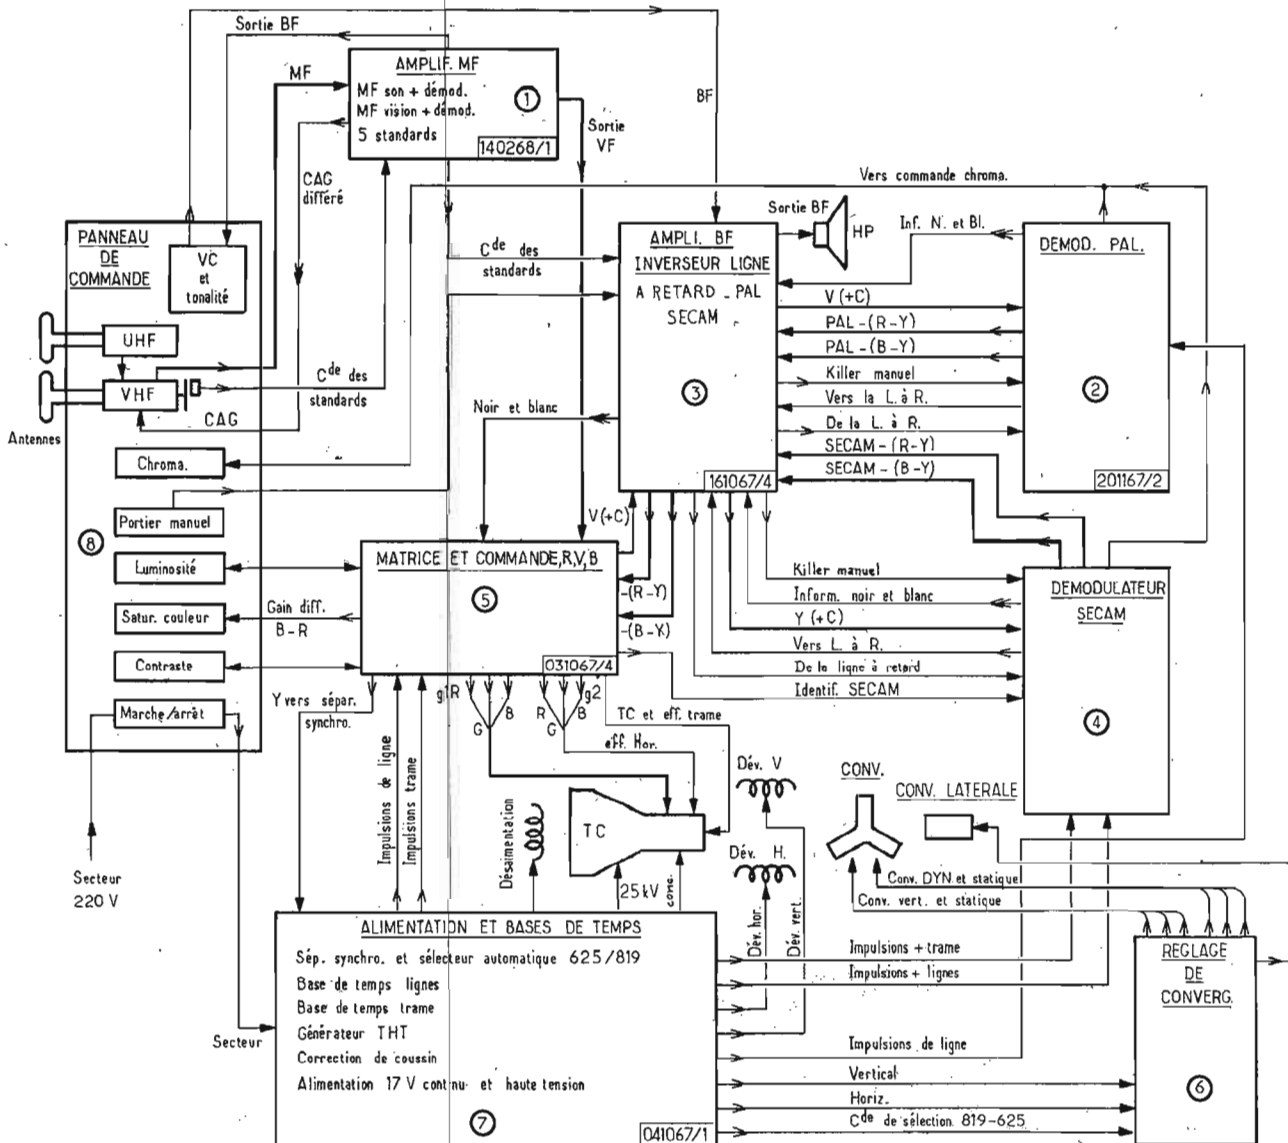 Sortie BF
AMPLIF. MF
MF son + démod.
MF vision + démod.
5 standards
1
140268/1
MF
BF
Sortie
VF
CAG
différé
Vers commande chroma.
PANNEAU
DE
COMMANDE
VC
et
tonalité
UHF
VHF
Antennes
CAG
Cde des
standards
Cde des
standards
AMPLI. BF
INVERSEUR LIGNE
A RETARD _ PAL
SECAM
3
161067/4
Sortie BF
HP
Inf. N. et Bl.
DEMOD. PAL.
2
201167/2
V (+C)
PAL-(R-Y)
PAL-(B-Y)
Killer manuel
Vers la L. à R.
De la L. à R.
SECAM-(R-Y)
SECAM-(B-Y)
Noir et blanc
Chroma.
Portier manuel
8
Luminosité
Satur. couleur
Contraste
Marche/arrêt
Gain diff.
B-R
V(+C)
MATRICE ET COMMANDE,R,V,B
5
031067/4
-(R-Y)
-(B-Y)
Killer manuel
Inform. noir et blanc
Y (+C)
Vers L. à R.
De la ligne à retard
Identif. SECAM
DEMODULATEUR
SECAM
4
Y vers sépar.
synchro.
g1R
G
B
R
G
B
g2
TC et eff. trame
eff. Hor.
Impulsions de ligne
Impulsions trame
Désaimentation
TC
25kV
conc.
Dév. V
Dév. H.
Dév. hor.
Dév. vert.
CONV.
CONV. LATERALE
Conv. DYN et statique
Conv. vert. et statique
Secteur
220 V
Secteur
ALIMENTATION ET BASES DE TEMPS
Sép. synchro. et sélecteur automatique 625/819
Base de temps lignes
Base de temps trame
Générateur THT
Correction de coussin
Alimentation 17 V continu et haute tension
7
041067/1
Impulsions + trame
Impulsions + lignes
Impulsions de ligne
Vertical
Horiz.
Cde de sélection 819-625
REGLAGE
DE
CONVERG.
6